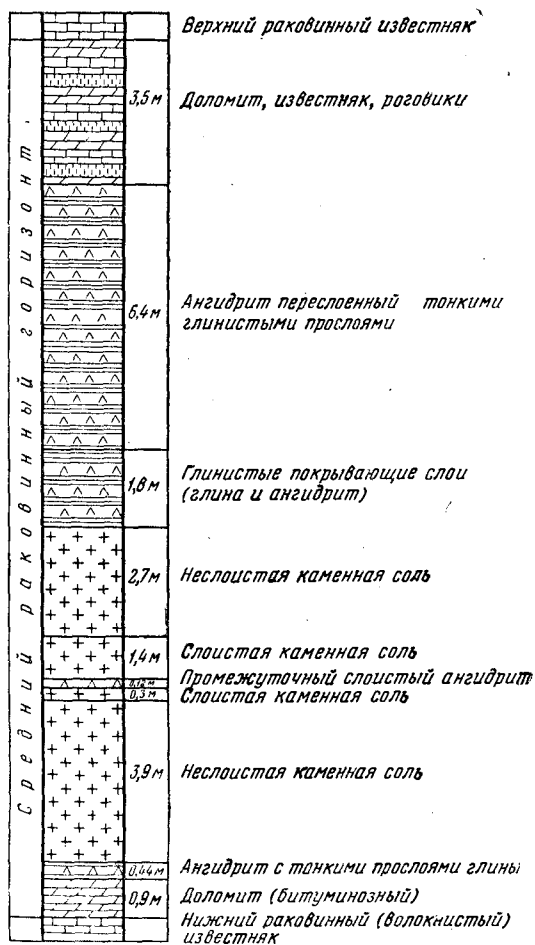 Верхний раковинный известняк
3,5 м
Доломит, известняк, роговики
6,4 м
Ангидрит переслоенный тонкими
глинистыми прослоями
1,8 м
Глинистые покрывающие слои
(глина и ангидрит)
2,7 м
Неслоистая каменная соль
1,4 м
Слоистая каменная соль
0,12 м
Промежуточный слоистый ангидрит
0,3 м
Слоистая каменная соль
3,9 м
Неслоистая каменная соль
0,44 м
Ангидрит с тонкими прослоями глины
0,9 м
Доломит (битуминозный)
Нижний раковинный (волокнистый)
известняк
Средний раковинный горизонт